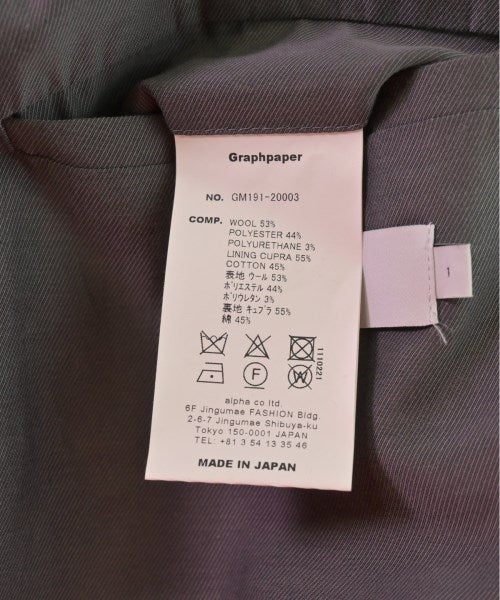 Graphpaper
NO. GM191-20003
COMP. WOOL 53%
POLYESTER 44%
POLYURETHANE 3%
LINING CUPRA 55%
COTTON 45%
表地 ウール 53%
ポリエステル 44%
ポリウレタン 3%
裏地 キュプラ 55%
綿 45%
F
W
1110221
alpha co ltd.
6F Jingumae FASHION Bldg.
2-6-7 Jingumae Shibuya-ku
Tokyo 150-0001 JAPAN
TEL: +81 3 54 13 35 46
MADE IN JAPAN
1